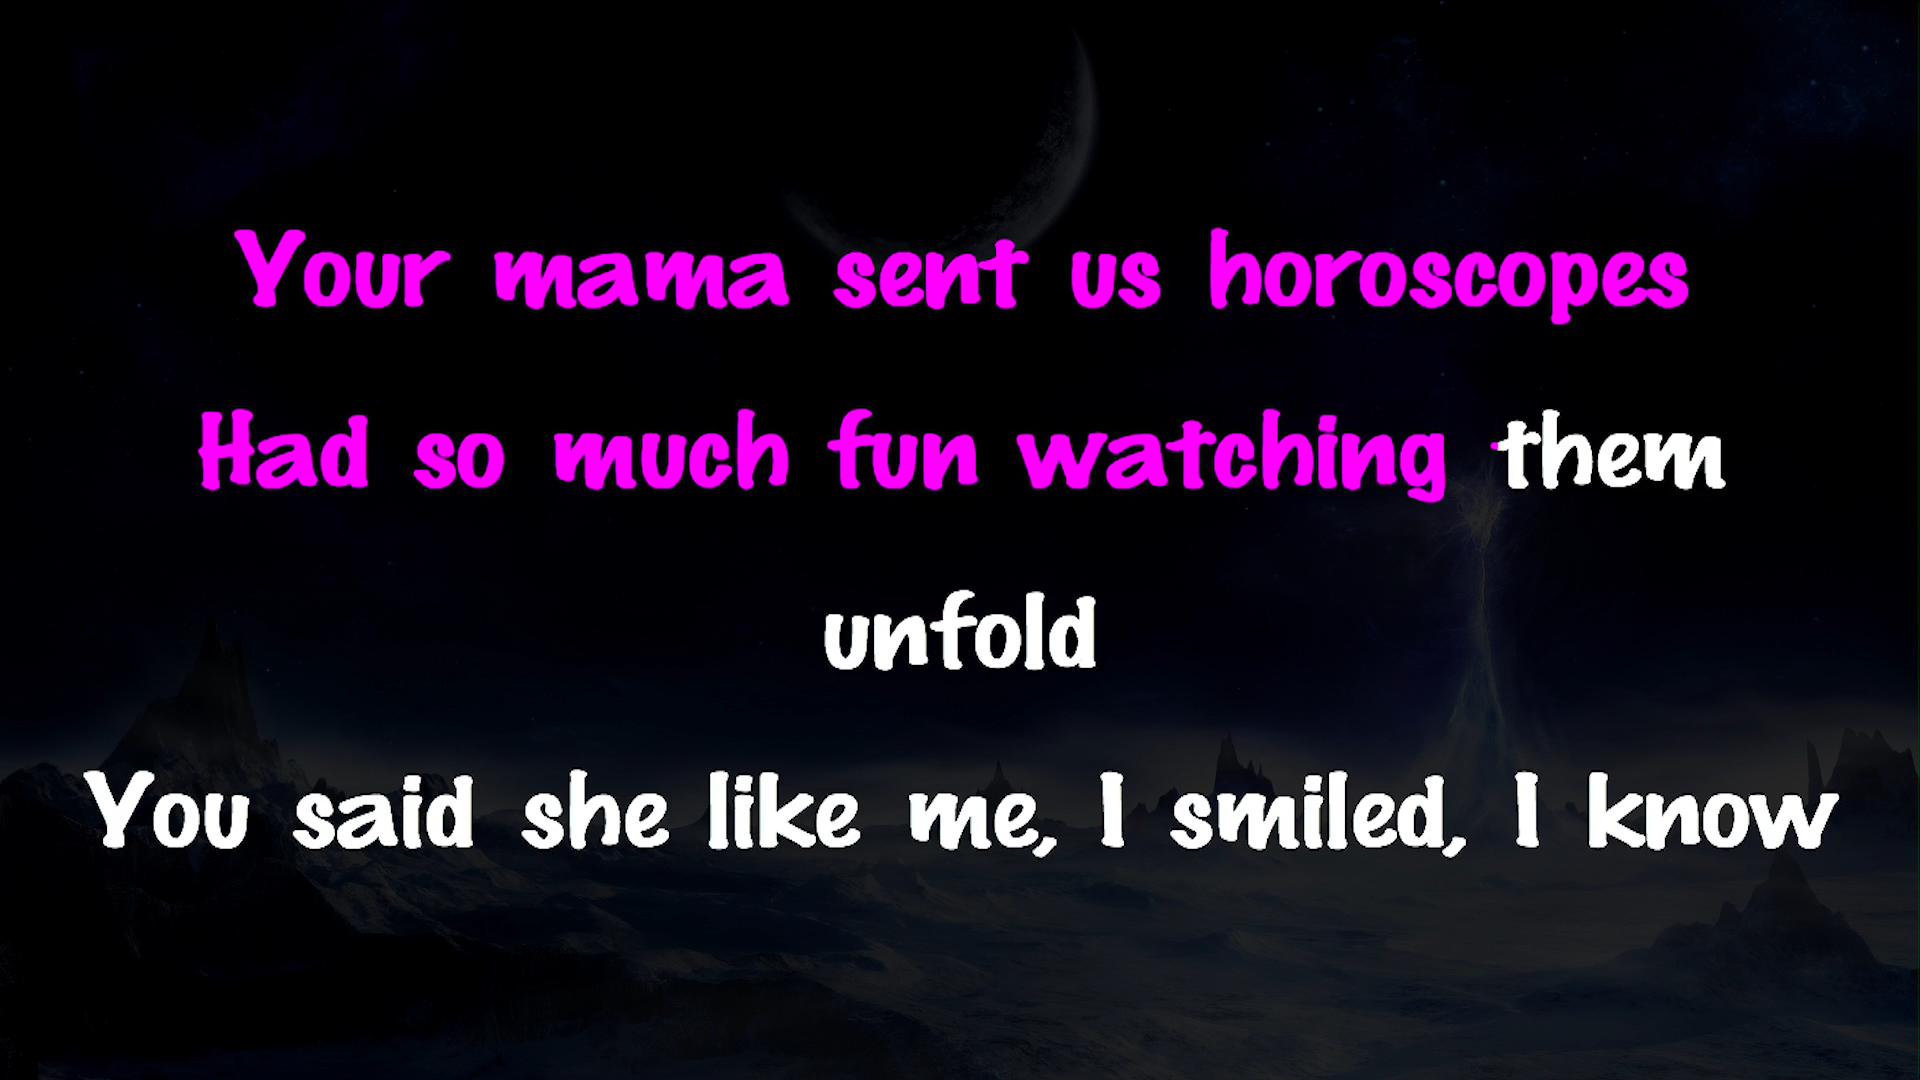 Your mama sent us horoscopes
Had so much fun watching them
unfold
You said she like me, I smiled, I know